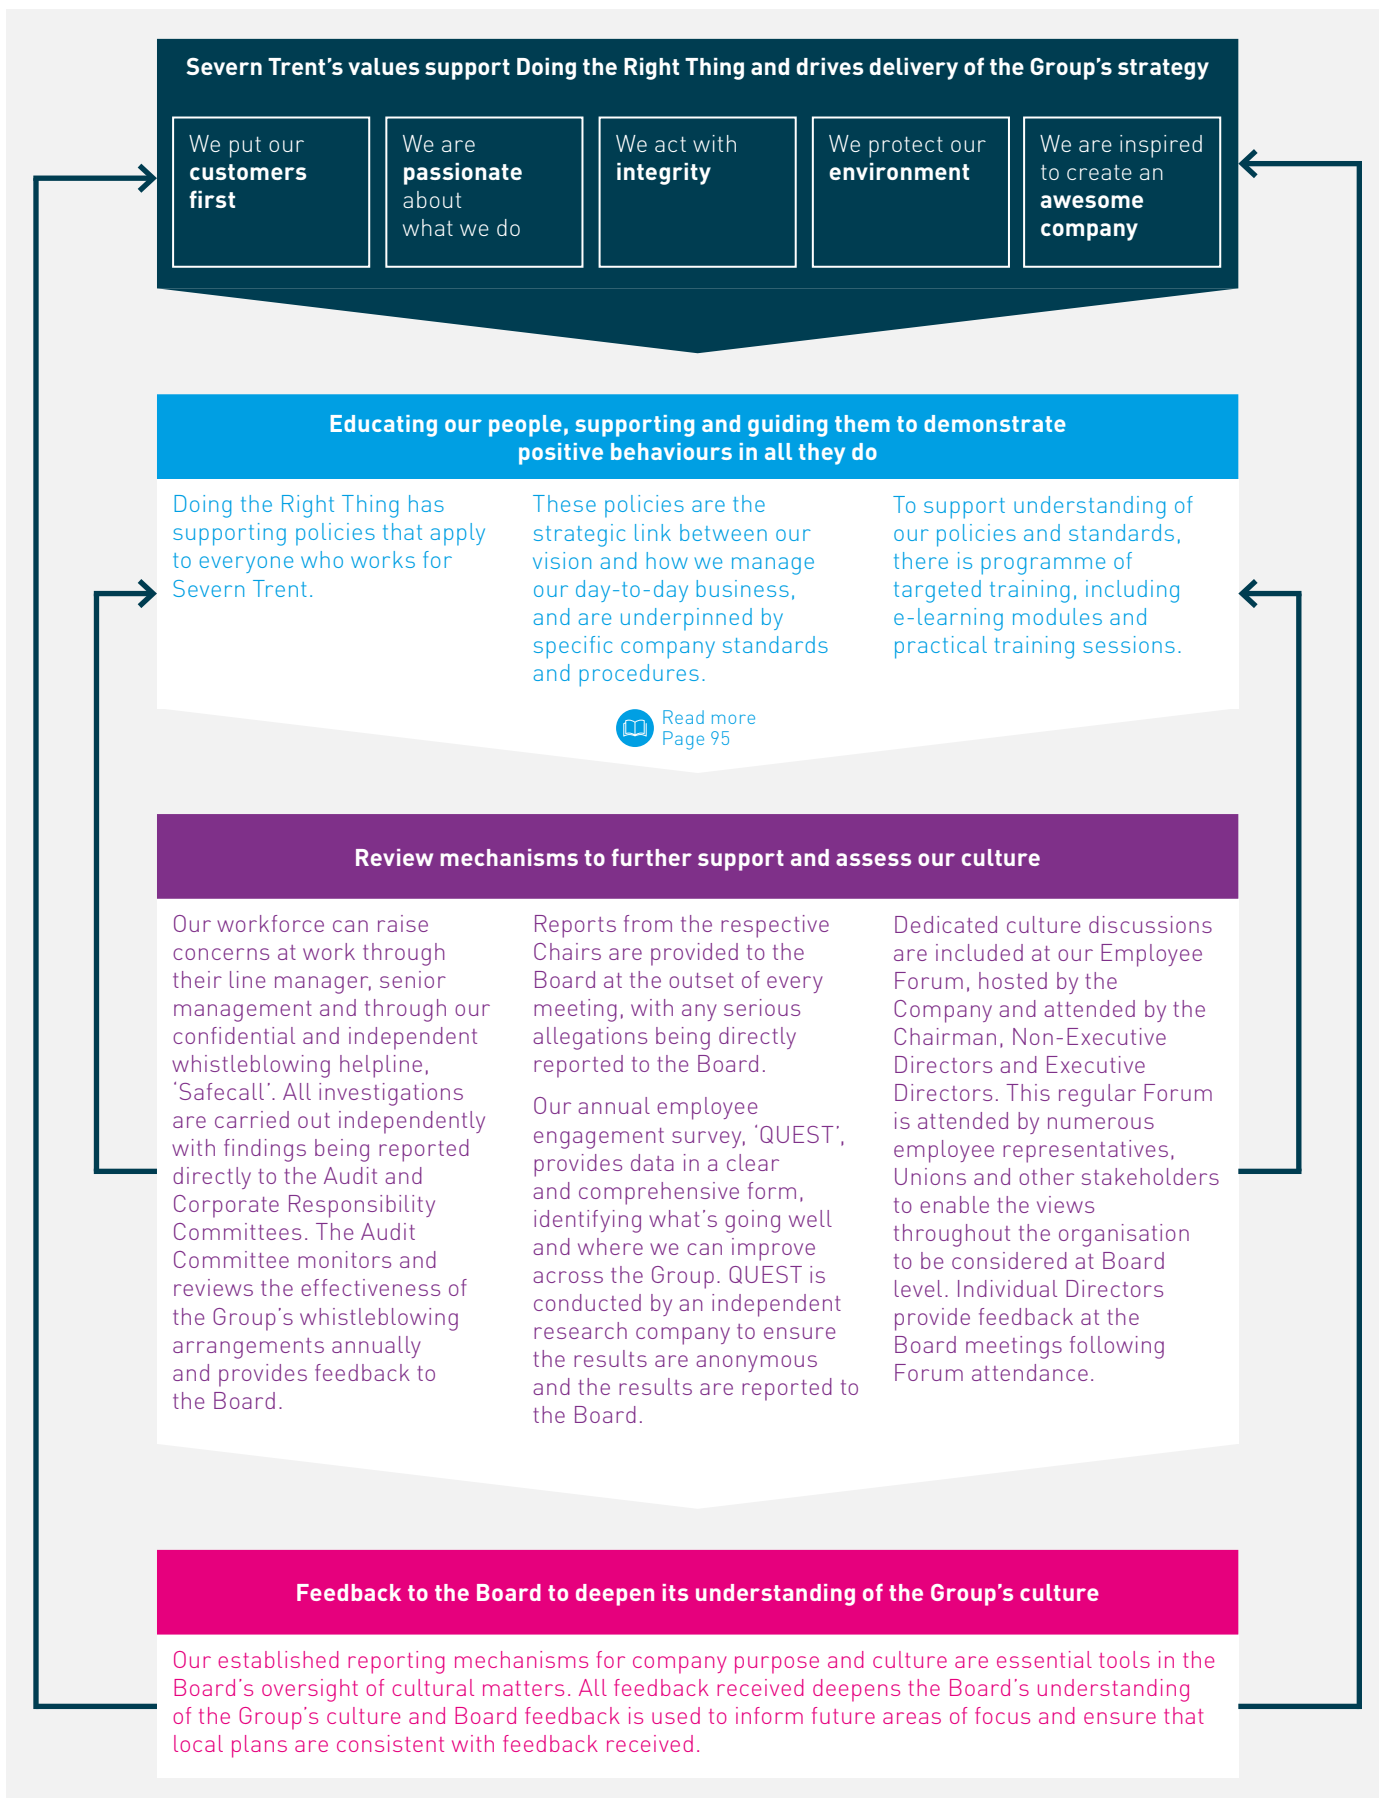 Severn Trent's values support Doing the Right Thing and drives delivery of the Group's strategy
We put our
customers
first
We are
passionate
about
what we do
We act with
integrity
We protect our
environment
We are inspired
to create an
awesome
company
Educating our people, supporting and guiding them to demonstrate
positive behaviours in all they do
Doing the Right Thing has
supporting policies that apply
to everyone who works for
Severn Trent.
These policies are the
strategic link between our
vision and how we manage
our day-to-day business,
and are underpinned by
specific company standards
and procedures.
To support understanding of
our policies and standards,
there is programme of
targeted training, including
e-learning modules and
practical training sessions.
Read more
Page 95
Review mechanisms to further support and assess our culture
Our workforce can raise
concerns at work through
their line manager, senior
management and through our
confidential and independent
whistleblowing helpline,
‘Safecall’. All investigations
are carried out independently
with findings being reported
directly to the Audit and
Corporate Responsibility
Committees. The Audit
Committee monitors and
reviews the effectiveness of
the Group's whistleblowing
arrangements annually
and provides feedback to
the Board.
Reports from the respective
Chairs are provided to the
Board at the outset of every
meeting, with any serious
allegations being directly
reported to the Board.
Our annual employee
engagement survey, ‘QUEST’,
provides data in a clear
and comprehensive form,
identifying what's going well
and where we can improve
across the Group. QUEST is
conducted by an independent
research company to ensure
the results are anonymous
and the results are reported to
the Board.
Dedicated culture discussions
are included at our Employee
Forum, hosted by the
Company and attended by the
Chairman, Non-Executive
Directors and Executive
Directors. This regular Forum
is attended by numerous
employee representatives,
Unions and other stakeholders
to enable the views
throughout the organisation
to be considered at Board
level. Individual Directors
provide feedback at the
Board meetings following
Forum attendance.
Feedback to the Board to deepen its understanding of the Group's culture
Our established reporting mechanisms for company purpose and culture are essential tools in the
Board's oversight of cultural matters. All feedback received deepens the Board's understanding
of the Group's culture and Board feedback is used to inform future areas of focus and ensure that
local plans are consistent with feedback received.